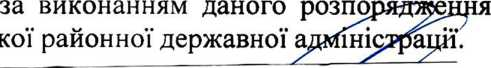 за виконанням даного розпорядження
кої районної державної адміністрації.